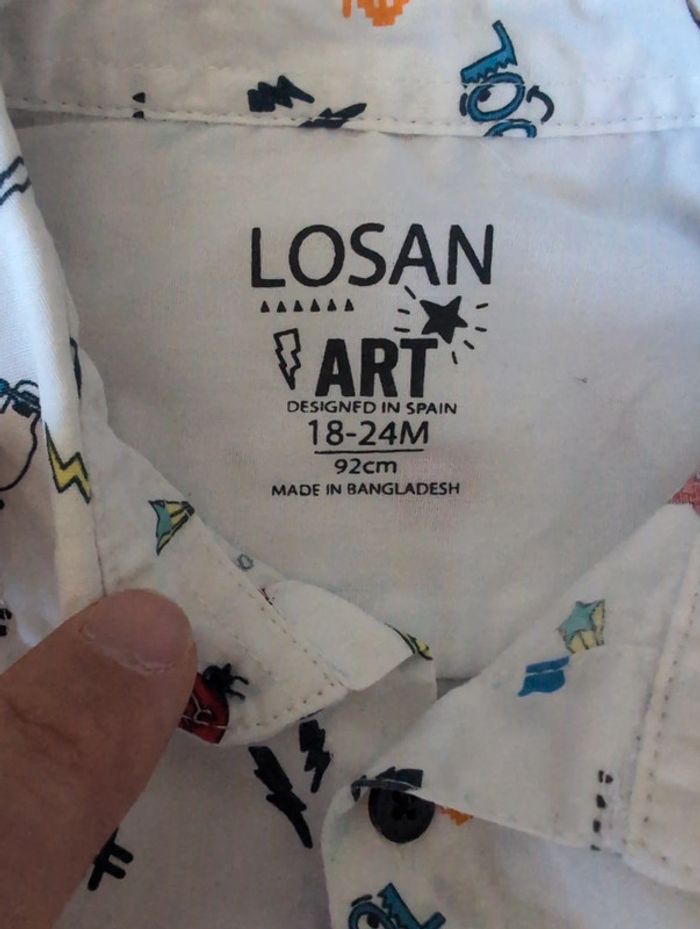 LOSAN
ART
DESIGNED IN SPAIN
18-24M
92cm
MADE IN BANGLADESH